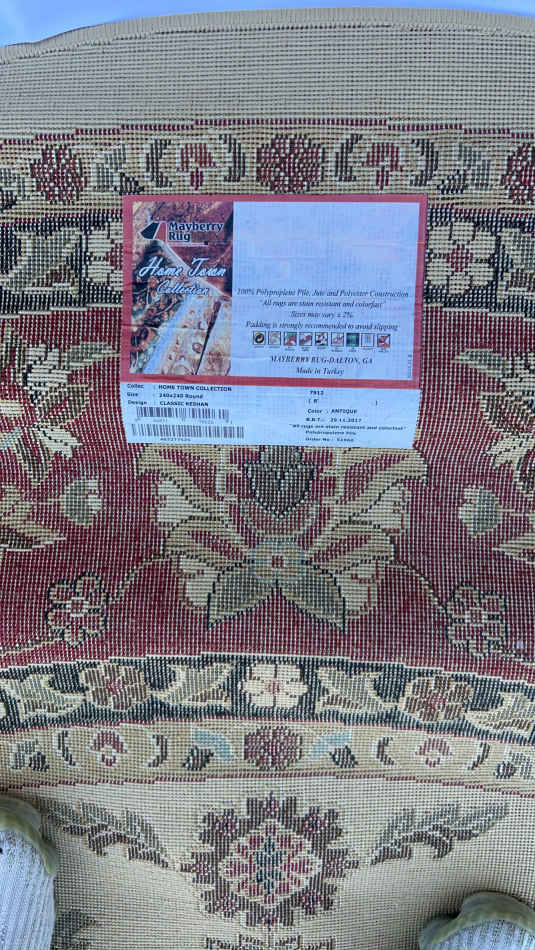 Mayberry
Rug
Home Town
Collection
100% Polypropylene Pile, Jute and Polyester Construction
"All rugs are stain resistant and colorfast"
Sizes may vary ± 2%
Padding is strongly recommended to avoid slipping
MAYBERRY RUG-DALTON, GA
Made in Turkey
Collec. : HOME TOWN COLLECTION
Size : 240x240 Round
Design : CLASSIC KESHAN
7912
( 8'
)
Color : ANTIQUE
"All rugs are stain resistant and colorfast"
Polypropylene Pile